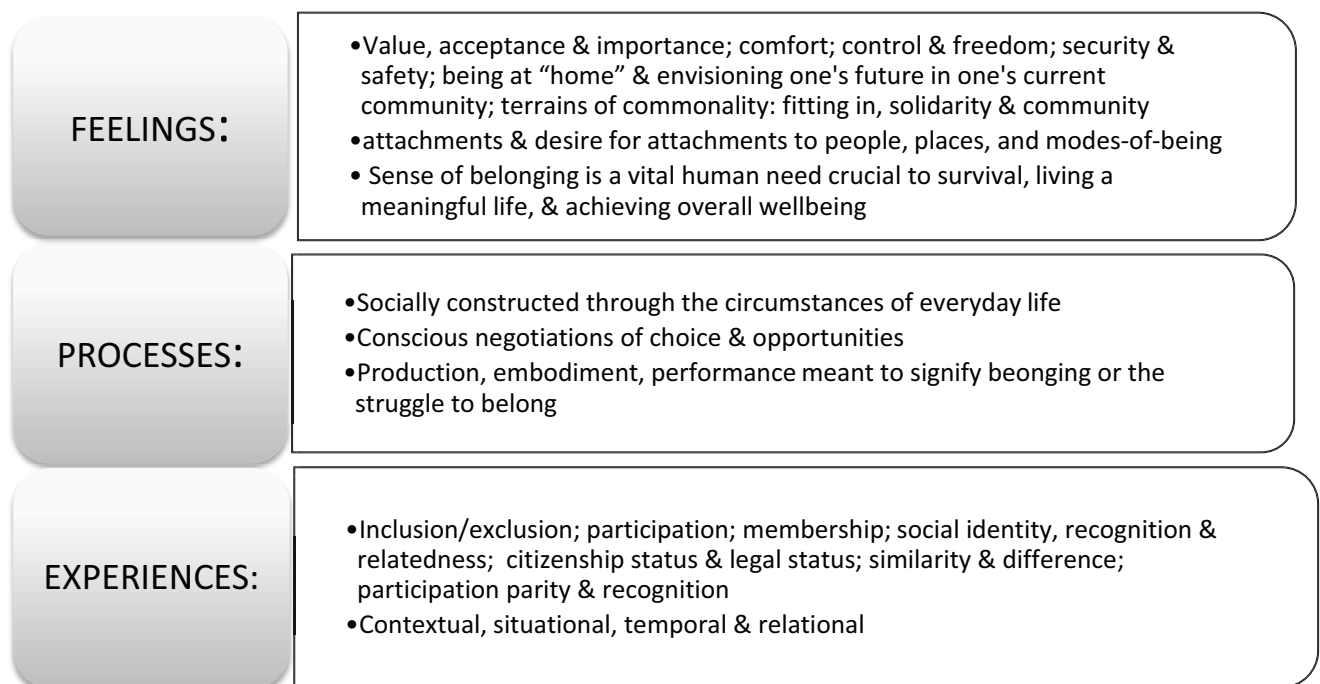 FEELINGS:
•Value, acceptance & importance; comfort; control & freedom; security &
safety; being at “home” & envisioning one's future in one's current
community; terrains of commonality: fitting in, solidarity & community
•attachments & desire for attachments to people, places, and modes-of-being
• Sense of belonging is a vital human need crucial to survival, living a
meaningful life, & achieving overall wellbeing
PROCESSES:
•Socially constructed through the circumstances of everyday life
•Conscious negotiations of choice & opportunities
•Production, embodiment, performance meant to signify beonging or the
struggle to belong
EXPERIENCES:
•Inclusion/exclusion; participation; membership; social identity, recognition &
relatedness;  citizenship status & legal status; similarity & difference;
participation parity & recognition
•Contextual, situational, temporal & relational